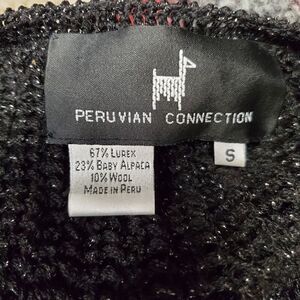 PERUVIAN CONNECTION
67% LUREX
23% BABY ALPACA
10% WOOL
MADE IN PERU
S